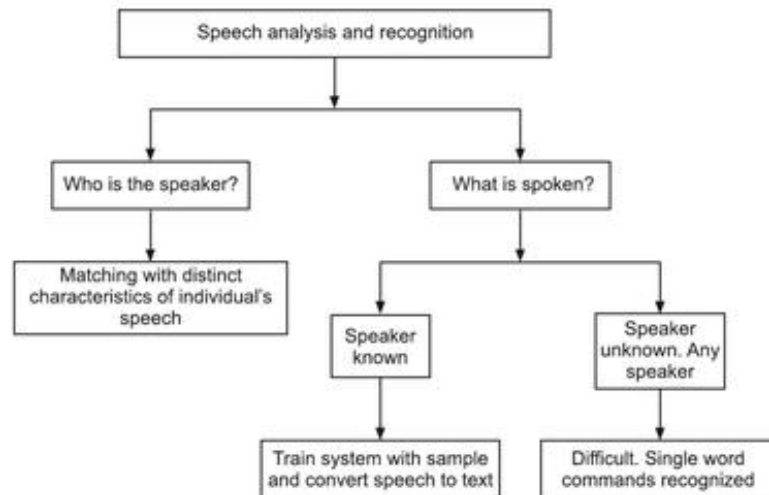 Speech analysis and recognition
Who is the speaker?
What is spoken?
Matching with distinct
characteristics of individual's
speech
Speaker
known
Speaker
unknown. Any
speaker
Train system with sample
and convert speech to text
Difficult. Single word
commands recognized